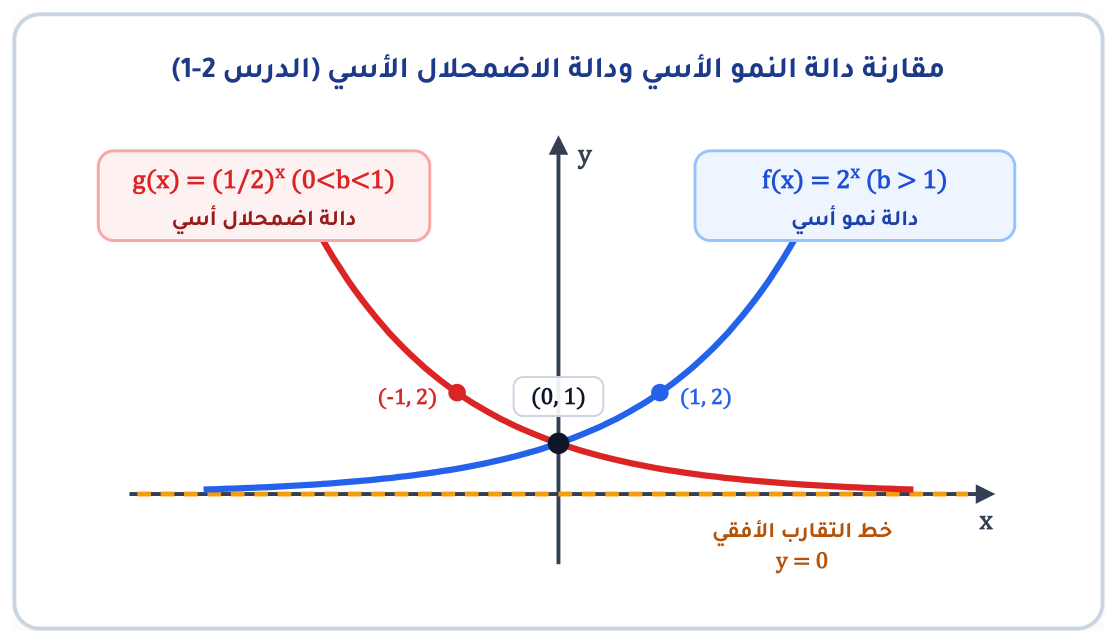 مقارنة دالة النمو الأسي ودالة الاضمحلال الأسي (الدرس 2-1)
y
f(x) = 2ˣ (b > 1)
دالة نمو أسي
g(x) = (1/2)ˣ (0<b<1)
دالة اضمحلال أسي
(-1, 2)
(0, 1)
(1, 2)
x
خط التقارب الأفقي
y = 0